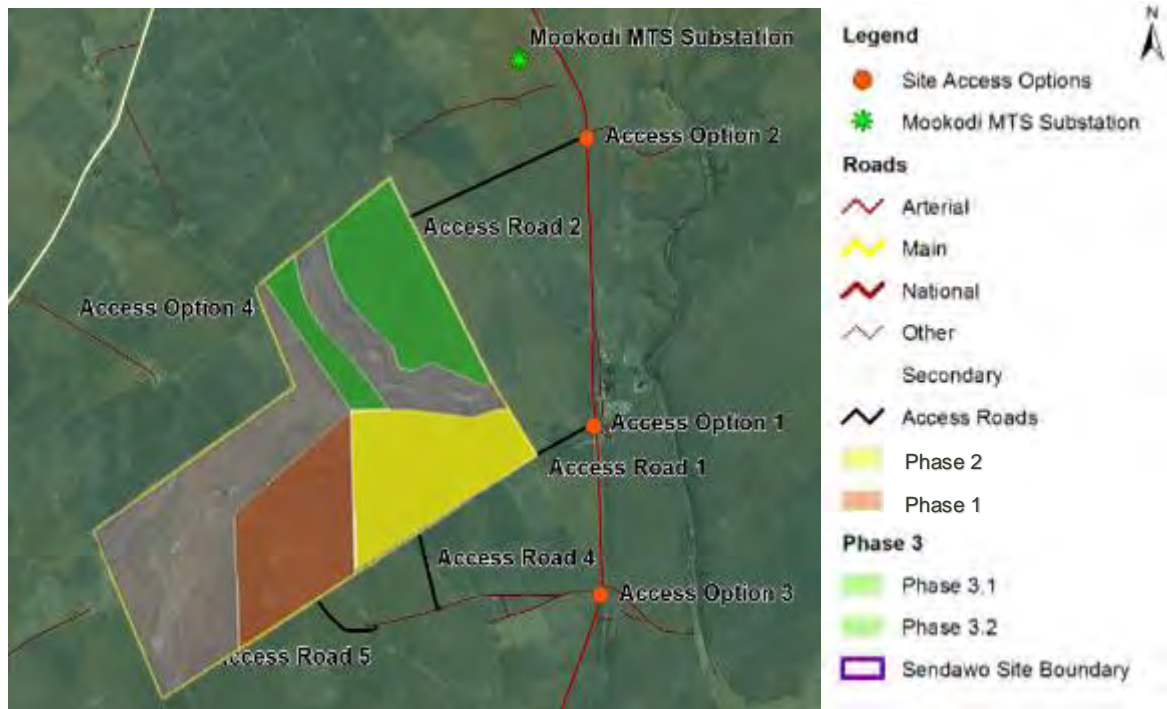 Mookodi MTS Substation
Access Option 2
Access Road 2
Access Option 4
Access Option 1
Access Road 1
Access Road 4
Access Option 3
ccess Road 5
N
Legend
Site Access Options
Mookodi MTS Substation
Roads
Arterial
Main
National
Other
Secondary
Access Roads
Phase 2
Phase 1
Phase 3
Phase 3.1
Phase 3.2
Sendawo Site Boundary